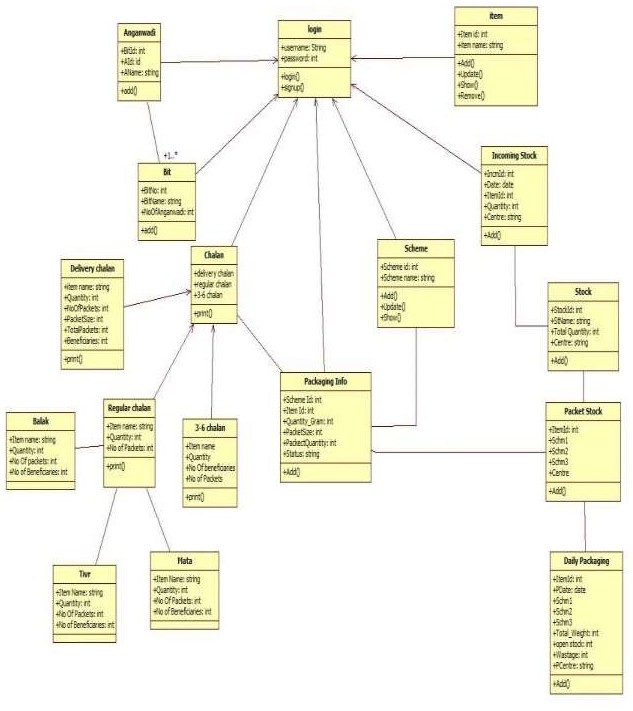 Anganwadi
+BitId: int
+AId: id
+AName: string
+add()
login
+username: String
+password: int
+login()
+signup()
item
+Item id: int
+item name: string
+Add()
+Update()
+Show()
+Remove()
+1..*
Bit
+BitNo: int
+BitName: string
+NoOfAnganwadi: int
+add()
Incoming Stock
+IncmId: int
+Date: date
+ItemId: int
+Quantity: int
+Centre: string
+Add()
Chalan
+delivery chalan
+regular chalan
+3-6 chalan
+print()
Scheme
+Scheme id: int
+Scheme name: string
+Add()
+Update()
+Show()
Delivery chalan
+item name: string
+Quantity: int
+NoOfPackets: int
+PacketSize: int
+TotalPackets: int
+Beneficiaries: int
+print()
Stock
+StockId: int
+StName: string
+Total Quantity: int
+Centre: string
+Add()
Packaging Info
+Scheme Id: int
+Item Id: int
+Quantity_Gram: int
+PacketSize: int
+PackectQuantity: int
+Status: string
+Add()
Balak
+Item name: string
+Quantity: int
+No Of packets: int
+No of Beneficiaries: int
Regular chalan
+Item name: string
+Quantity: int
+No of Packets: int
+print()
3-6 chalan
+Item name
+Quantity
+No Of beneficiaries
+No of Packets
+print()
Packet Stock
+ItemId: int
+Schm1
+Schm2
+Schm3
+Centre
+Add()
Tivr
+Item Name: string
+Quantity: int
+No Of Packets: int
+No of Beneficiaries: int
Mata
+Item Name: string
+Quantity: int
+No Of Packets: int
+No of Beneficiaries: int
Daily Packaging
+ItemId: int
+PDate: date
+Schm1
+Schm2
+Schm3
+Total_Weight: int
+open stock: int
+Wastage: int
+PCentre: string
+Add()